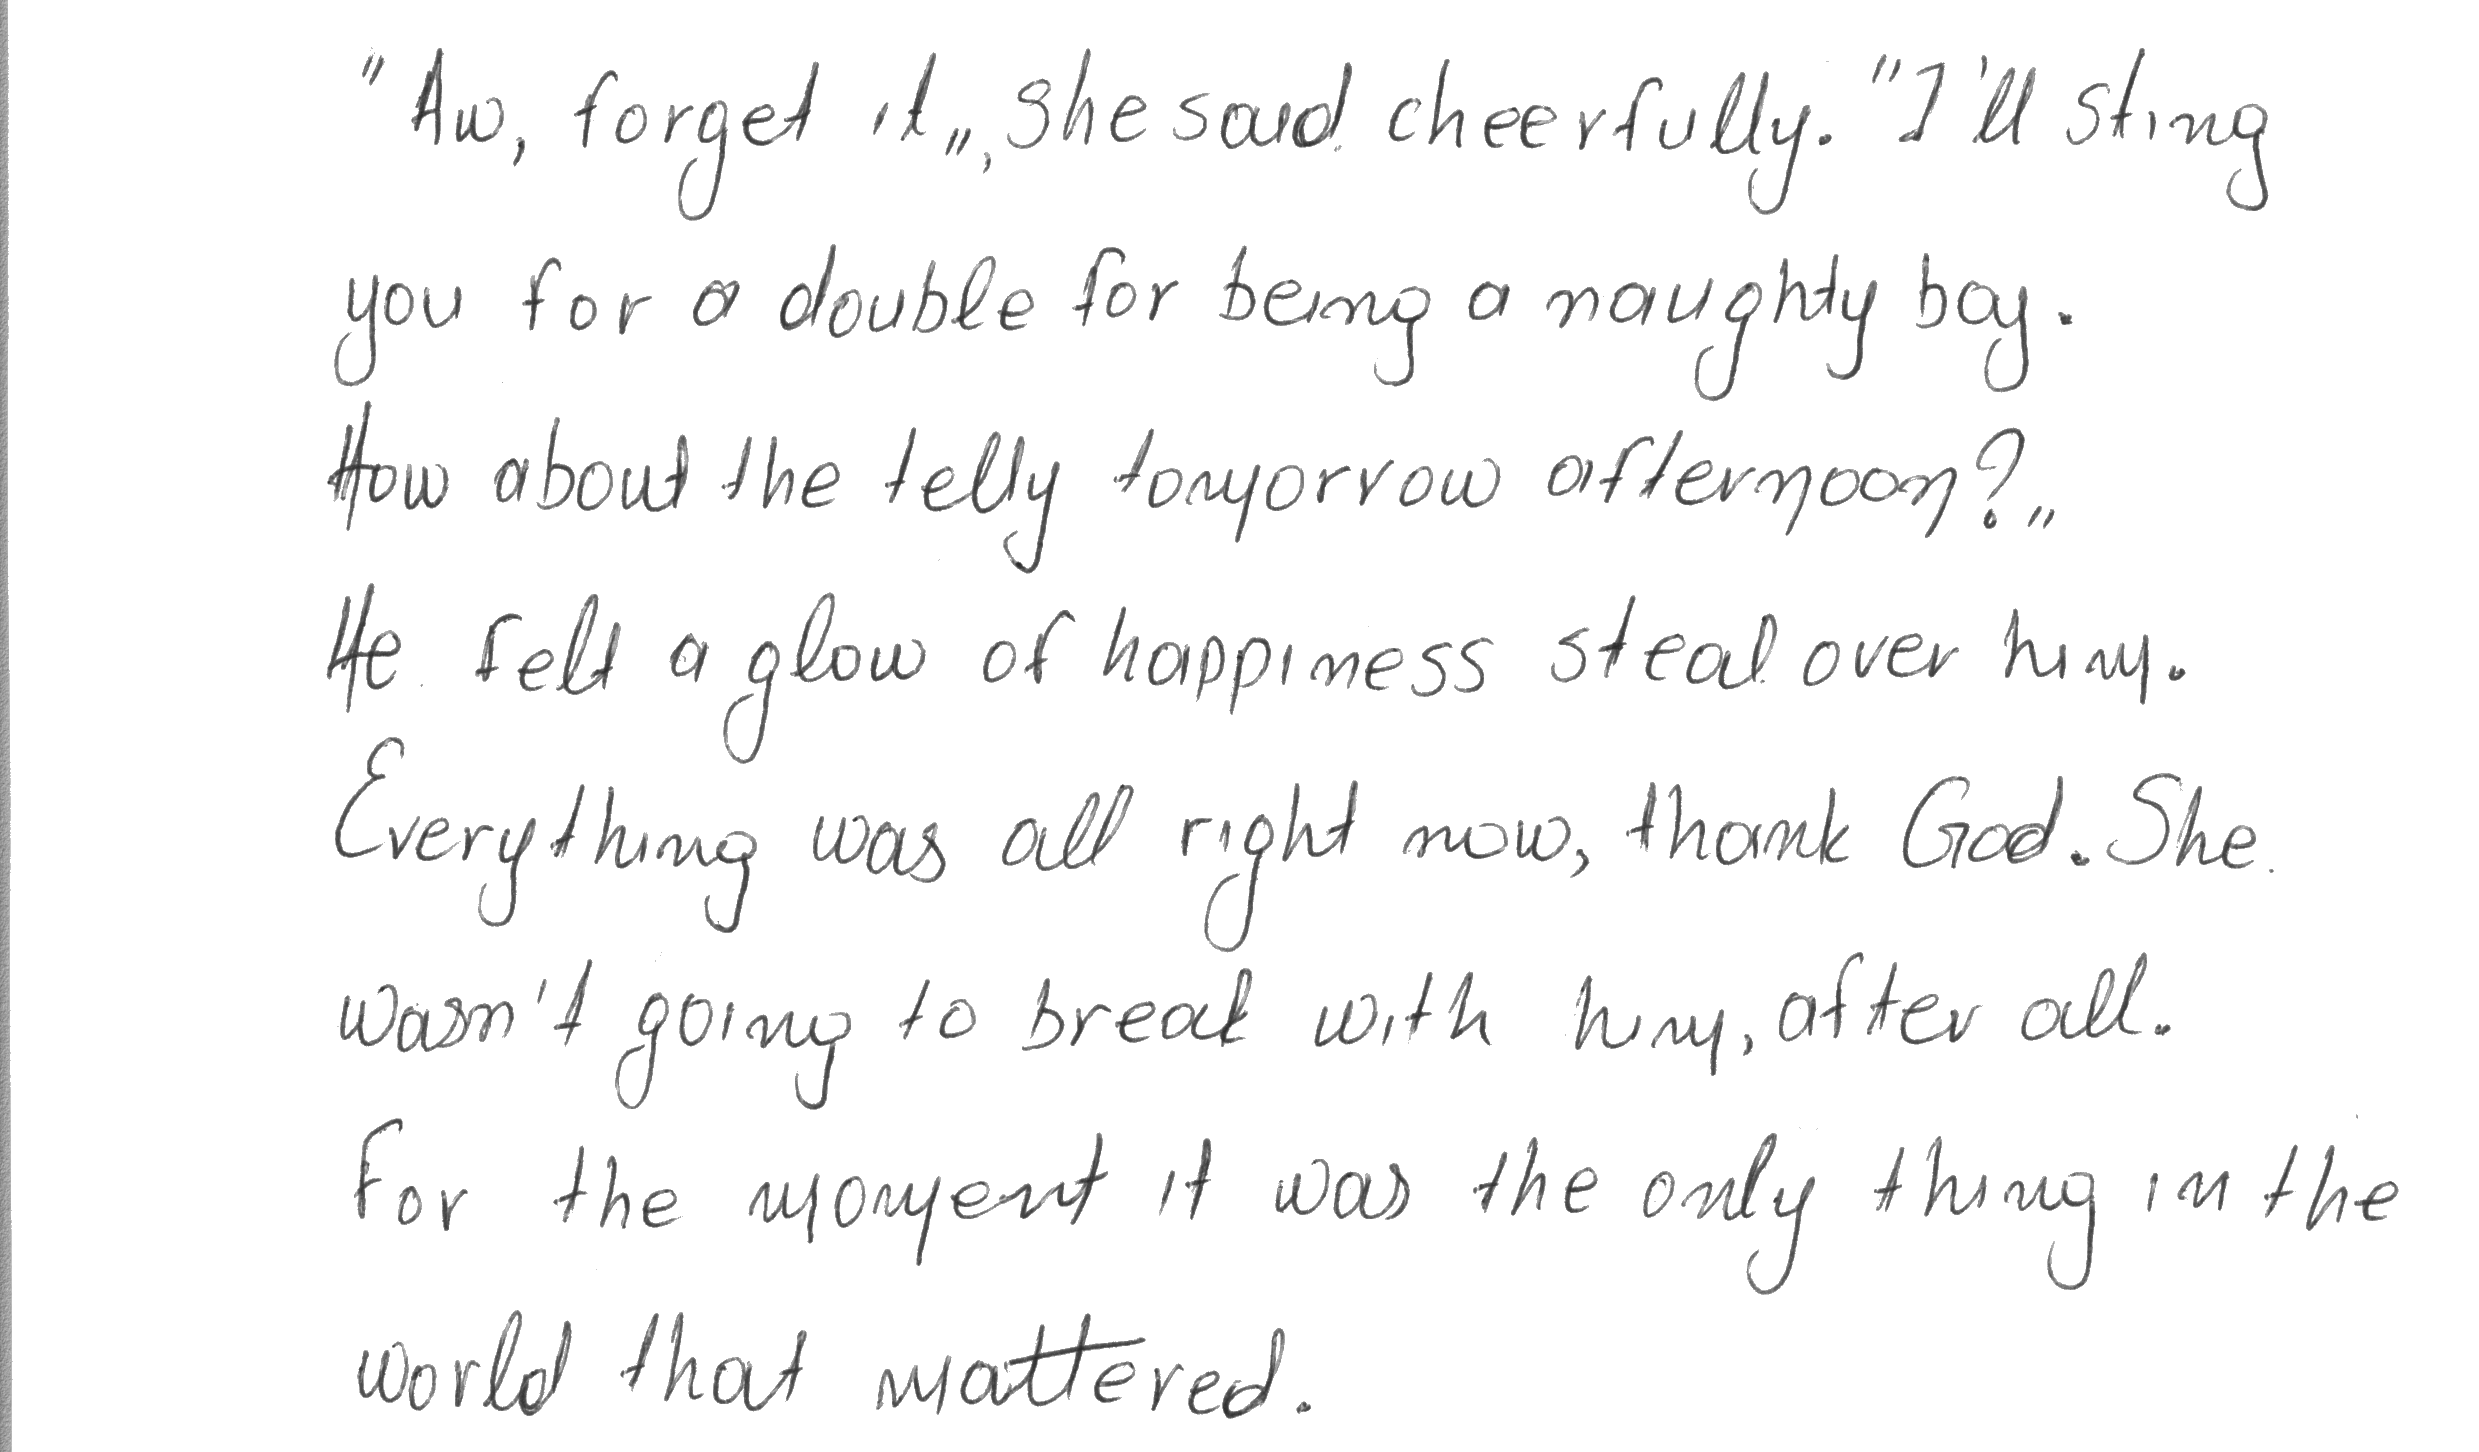 "Aw, forget it„, she said cheerfully. "I'll sting
you for a double for being a naughty boy.
How about the telly tomorrow afternoon?„
He felt a glow of happiness steal over him.
Everything was all right now, thank God. She
wasn't going to break with him, after all.
For the moment it was the only thing in the
world that mattered.